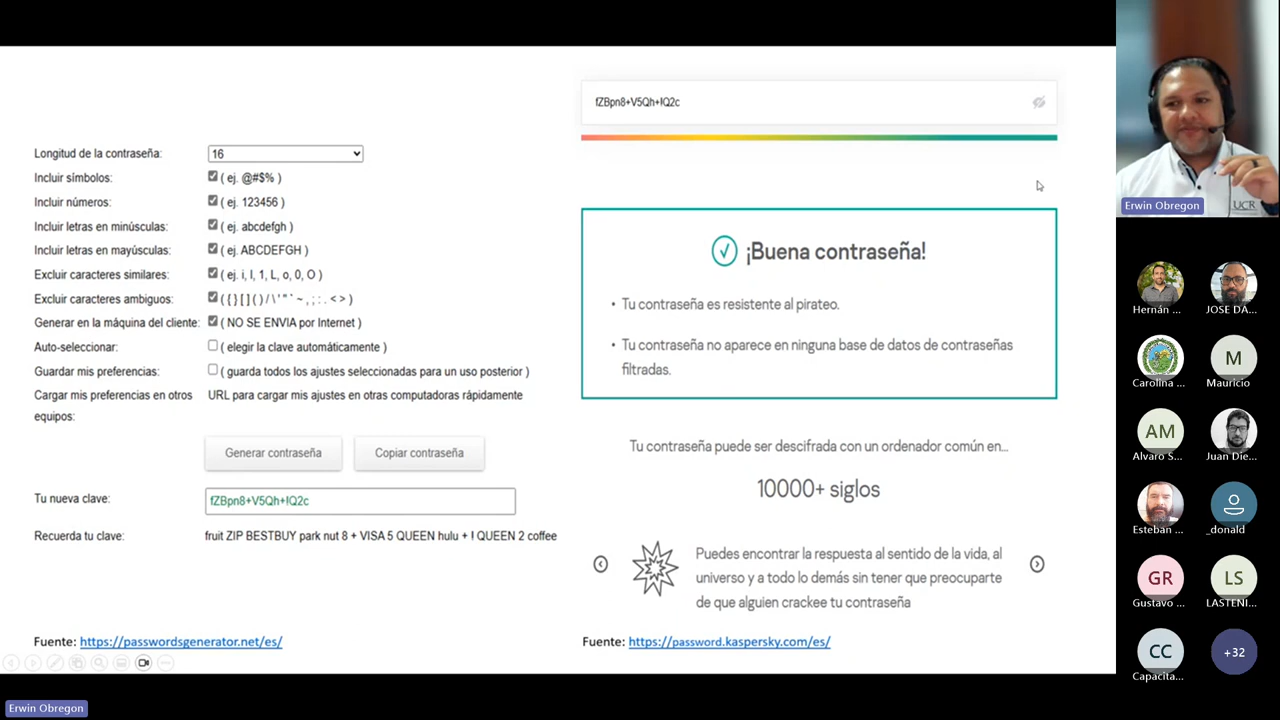 Longitud de la contraseña: 16
Incluir símbolos: ( ej. @#$% )
Incluir números: ( ej. 123456 )
Incluir letras en minúsculas: ( ej. abcdefgh )
Incluir letras en mayúsculas: ( ej. ABCDEFGH )
Excluir caracteres similares: ( ej. i, l, 1, L, o, 0, O )
Excluir caracteres ambiguos: ( { } [ ] ( ) / \ ' " ` ~ , ; : . < > )
Generar en la máquina del cliente: ( NO SE ENVIA por Internet )
Auto-seleccionar: ( elegir la clave automáticamente )
Guardar mis preferencias: ( guarda todos los ajustes seleccionadas para un uso posterior )
Cargar mis preferencias en otros equipos: URL para cargar mis ajustes en otras computadoras rápidamente
Generar contraseña Copiar contraseña
Tu nueva clave: fZBpn8+V5Qh+!Q2c
Recuerda tu clave: fruit ZIP BESTBUY park nut 8 + VISA 5 QUEEN hulu + ! QUEEN 2 coffee
Fuente: https://passwordsgenerator.net/es/
fZBpn8+V5Qh+!Q2c
¡Buena contraseña!
• Tu contraseña es resistente al pirateo.
• Tu contraseña no aparece en ninguna base de datos de contraseñas
filtradas.
Tu contraseña puede ser descifrada con un ordenador común en...
10000+ siglos
Puedes encontrar la respuesta al sentido de la vida, al
universo y a todo lo demás sin tener que preocuparte
de que alguien crackee tu contraseña
Fuente: https://password.kaspersky.com/es/
UCR
Erwin Obregon
Hernán ... JOSE DA...
Carolina ... M Mauricio
AM Alvaro S... Juan Die...
Esteban ... _donald
GR Gustavo ... LS LASTENI...
CC Capacita... +32
Erwin Obregon